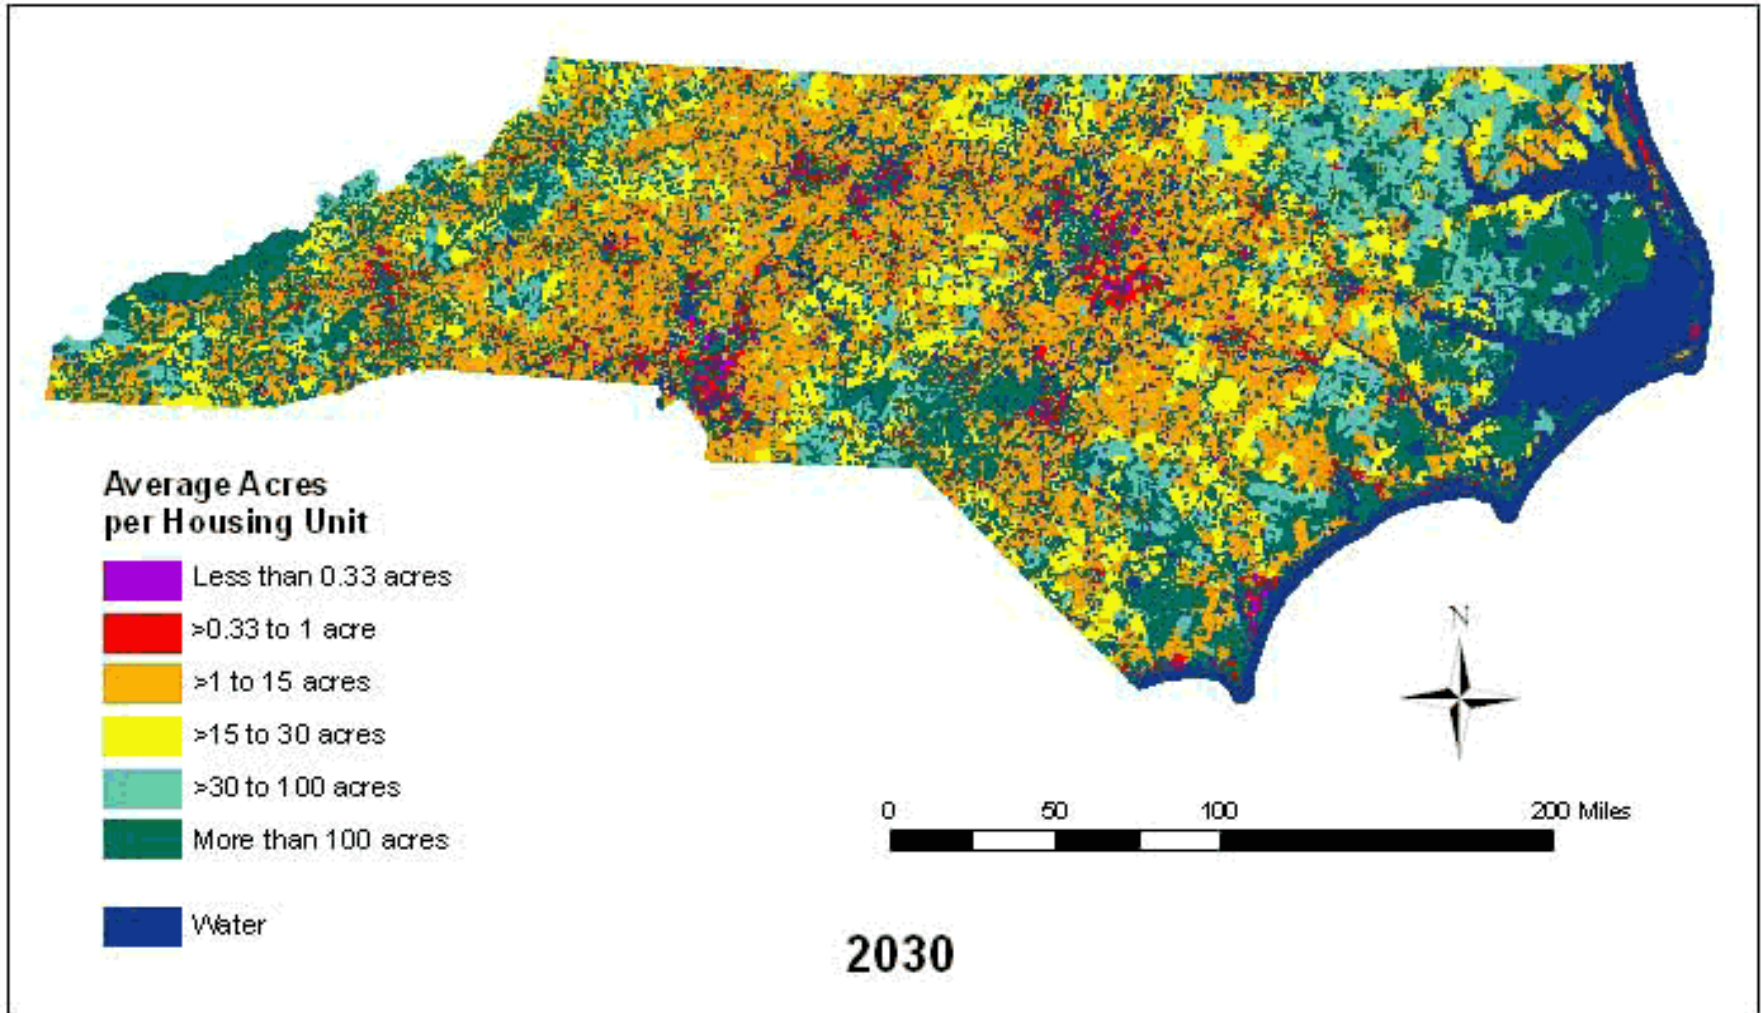 Average Acres
per Housing Unit
Less than 0.33 acres
>0.33 to 1 acre
>1 to 15 acres
>15 to 30 acres
>30 to 100 acres
More than 100 acres
Water
N
0 50 100 200 Miles
2030